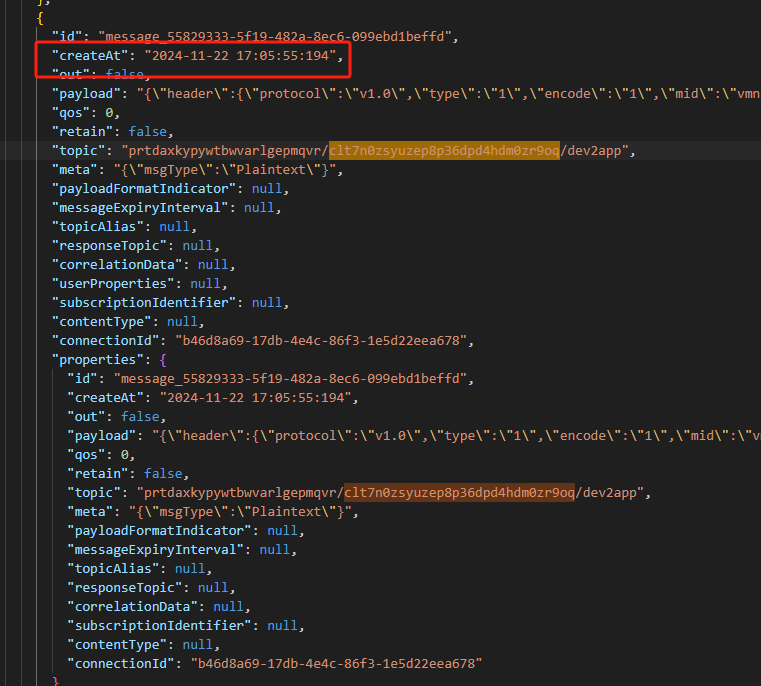 },
{
"id": "message_55829333-5f19-482a-8ec6-099ebd1beffd",
"createAt": "2024-11-22 17:05:55:194",
"out": false,
"payload": "{\"header\":{\"protocol\":\"v1.0\",\"type\":\"1\",\"encode\":\"1\",\"mid\":\"vmn
"qos": 0,
"retain": false,
"topic": "prtdaxkypywtbwvarlgepmqvr/clt7n0zsyuzep8p36dpd4hdm0zr9oq/dev2app",
"meta": "{\"msgType\":\"Plaintext\"}",
"payloadFormatIndicator": null,
"messageExpiryInterval": null,
"topicAlias": null,
"responseTopic": null,
"correlationData": null,
"userProperties": null,
"subscriptionIdentifier": null,
"contentType": null,
"connectionId": "b46d8a69-17db-4e4c-86f3-1e5d22eea678",
"properties": {
"id": "message_55829333-5f19-482a-8ec6-099ebd1beffd",
"createAt": "2024-11-22 17:05:55:194",
"out": false,
"payload": "{\"header\":{\"protocol\":\"v1.0\",\"type\":\"1\",\"encode\":\"1\",\"mid\":\"v
"qos": 0,
"retain": false,
"topic": "prtdaxkypywtbwvarlgepmqvr/clt7n0zsyuzep8p36dpd4hdm0zr9oq/dev2app",
"meta": "{\"msgType\":\"Plaintext\"}",
"payloadFormatIndicator": null,
"messageExpiryInterval": null,
"topicAlias": null,
"responseTopic": null,
"correlationData": null,
"subscriptionIdentifier": null,
"contentType": null,
"connectionId": "b46d8a69-17db-4e4c-86f3-1e5d22eea678"
}